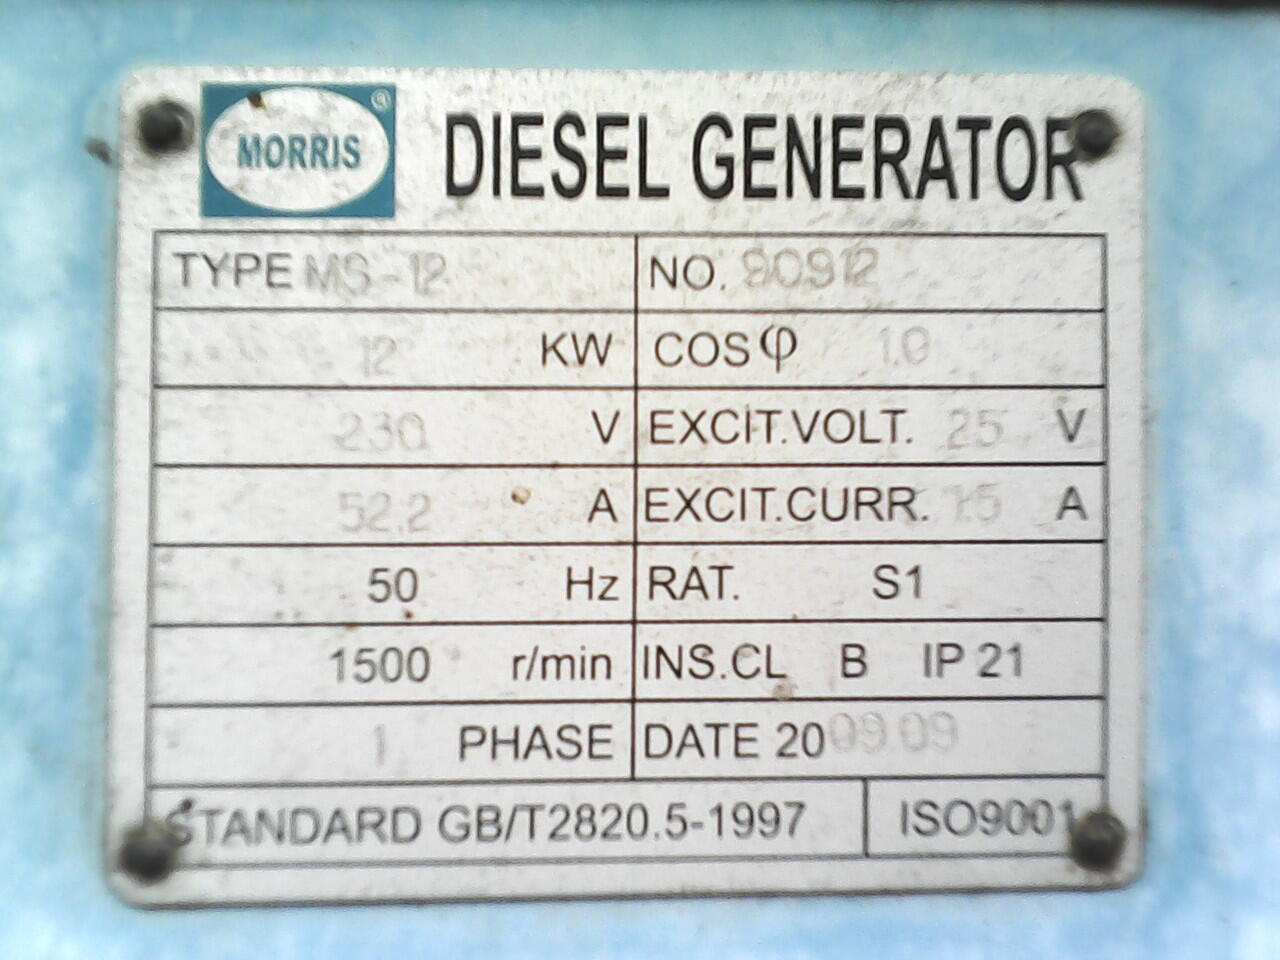 MORRIS ®
DIESEL GENERATOR
TYPE MS-12 NO. 90912
12 KW COSφ 1.0
230 V EXCIT.VOLT. 25 V
52.2 A EXCIT.CURR. 1.5 A
50 Hz RAT. S1
1500 r/min INS.CL B IP 21
1 PHASE DATE 2009.09
STANDARD GB/T2820.5-1997 ISO9001